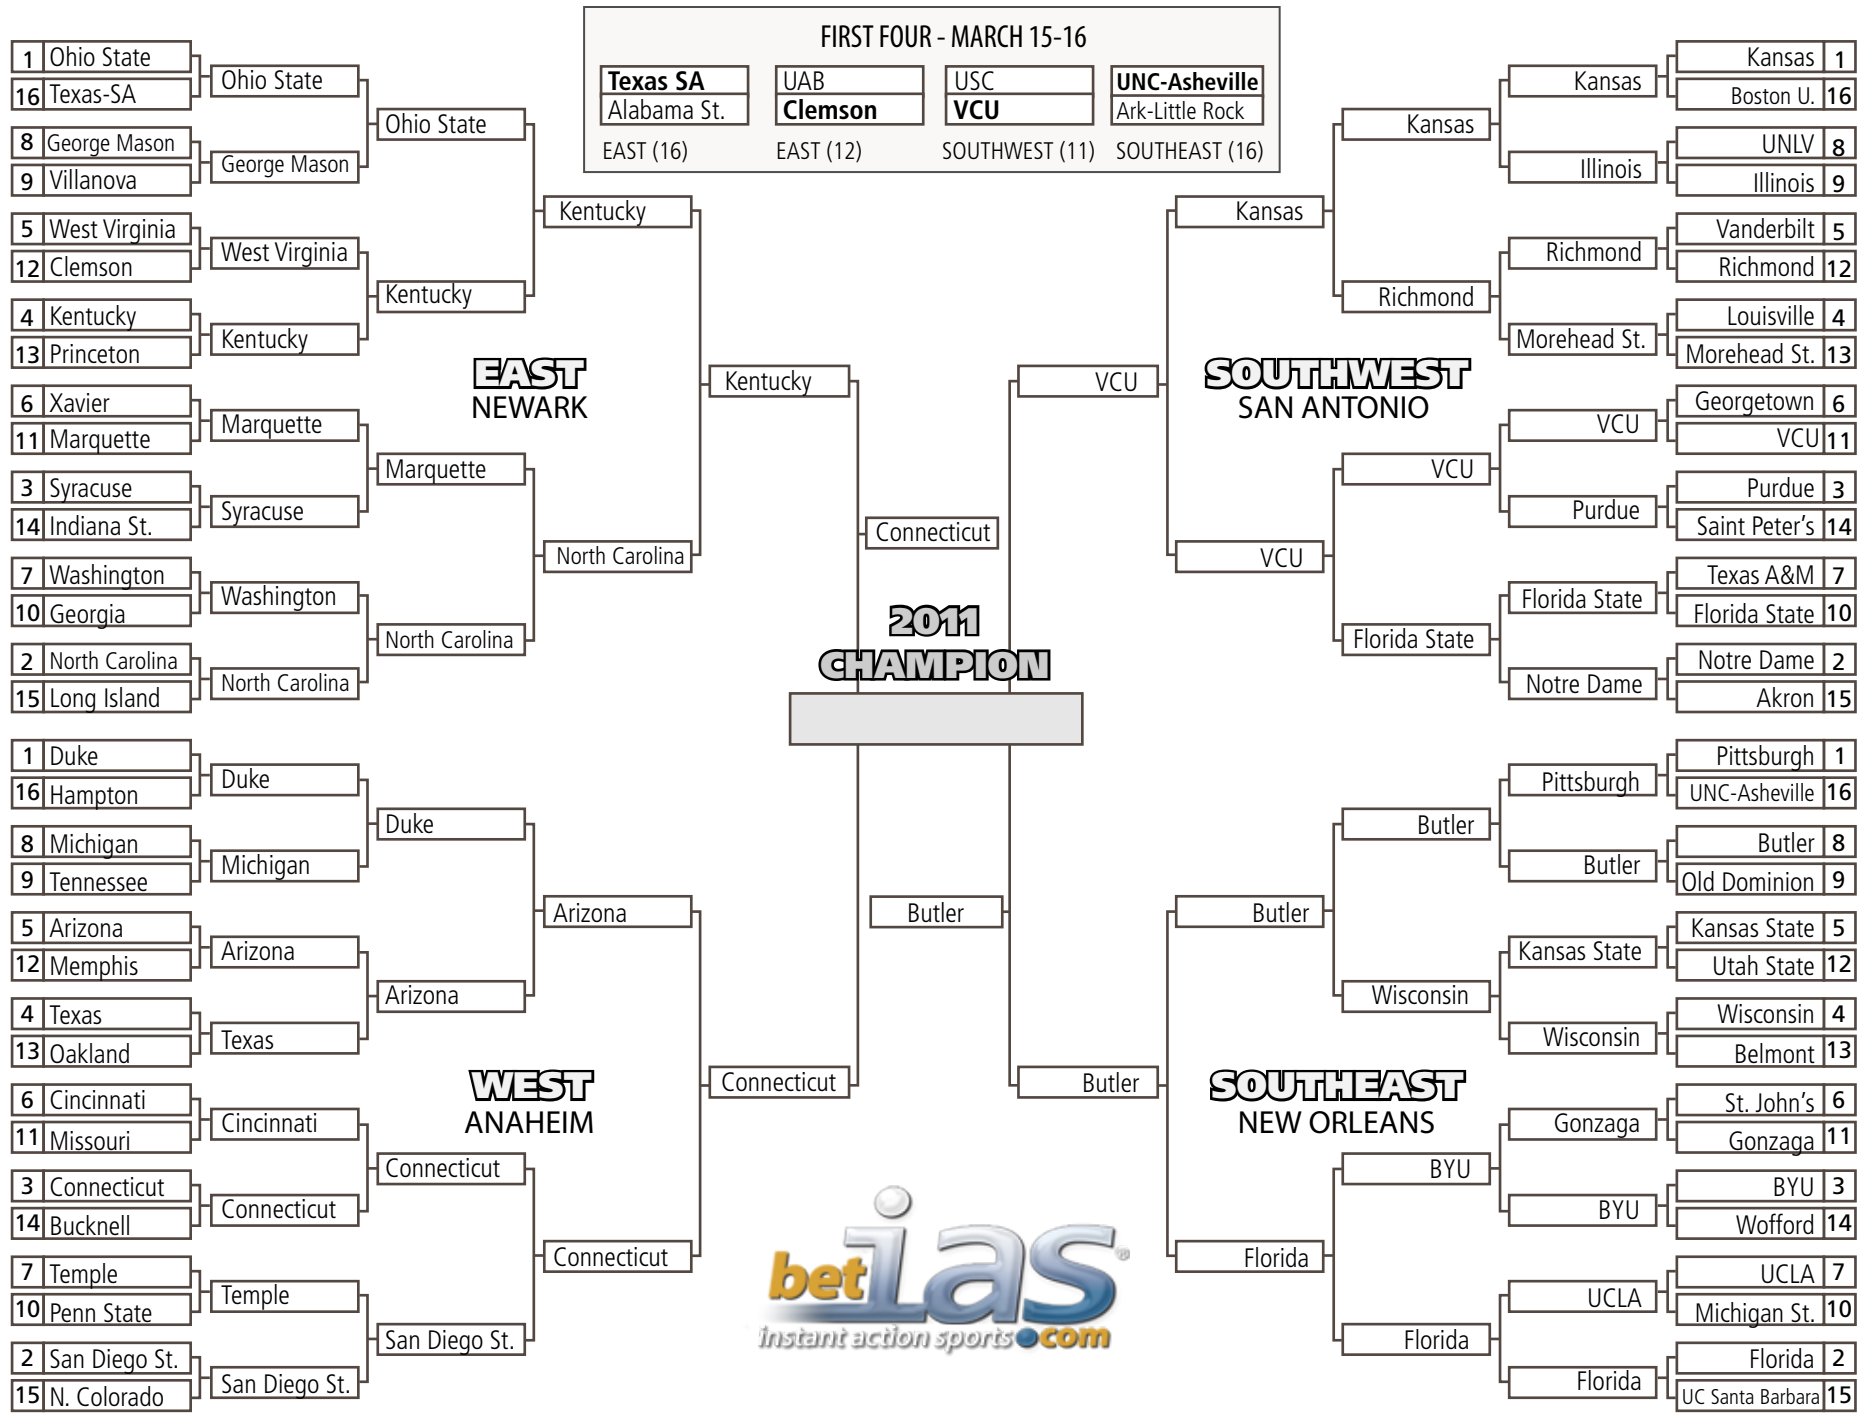 FIRST FOUR - MARCH 15-16
Texas SA
Alabama St.
EAST (16)
UAB
Clemson
EAST (12)
USC
VCU
SOUTHWEST (11)
UNC-Asheville
Ark-Little Rock
SOUTHEAST (16)
1 Ohio State
16 Texas-SA
8 George Mason
9 Villanova
5 West Virginia
12 Clemson
4 Kentucky
13 Princeton
6 Xavier
11 Marquette
3 Syracuse
14 Indiana St.
7 Washington
10 Georgia
2 North Carolina
15 Long Island
Ohio State
George Mason
West Virginia
Kentucky
Marquette
Syracuse
Washington
North Carolina
Ohio State
Kentucky
Marquette
North Carolina
Kentucky
North Carolina
EAST
NEWARK
Kentucky
1 Duke
16 Hampton
8 Michigan
9 Tennessee
5 Arizona
12 Memphis
4 Texas
13 Oakland
6 Cincinnati
11 Missouri
3 Connecticut
14 Bucknell
7 Temple
10 Penn State
2 San Diego St.
15 N. Colorado
Duke
Michigan
Arizona
Texas
Cincinnati
Connecticut
Temple
San Diego St.
Duke
Arizona
Connecticut
San Diego St.
Arizona
Connecticut
WEST
ANAHEIM
Connecticut
Connecticut
2011
CHAMPION
Butler
VCU
SOUTHWEST
SAN ANTONIO
Kansas
VCU
Kansas
Richmond
VCU
Florida State
Kansas
Illinois
Richmond
Morehead St.
VCU
Purdue
Florida State
Notre Dame
Kansas 1
Boston U. 16
UNLV 8
Illinois 9
Vanderbilt 5
Richmond 12
Louisville 4
Morehead St. 13
Georgetown 6
VCU 11
Purdue 3
Saint Peter's 14
Texas A&M 7
Florida State 10
Notre Dame 2
Akron 15
Butler
SOUTHEAST
NEW ORLEANS
Butler
Florida
Butler
Wisconsin
BYU
Florida
Pittsburgh
Butler
Kansas State
Wisconsin
Gonzaga
BYU
UCLA
Florida
Pittsburgh 1
UNC-Asheville 16
Butler 8
Old Dominion 9
Kansas State 5
Utah State 12
Wisconsin 4
Belmont 13
St. John's 6
Gonzaga 11
BYU 3
Wofford 14
UCLA 7
Michigan St. 10
Florida 2
UC Santa Barbara 15
bet ias ®
instant action sports.com